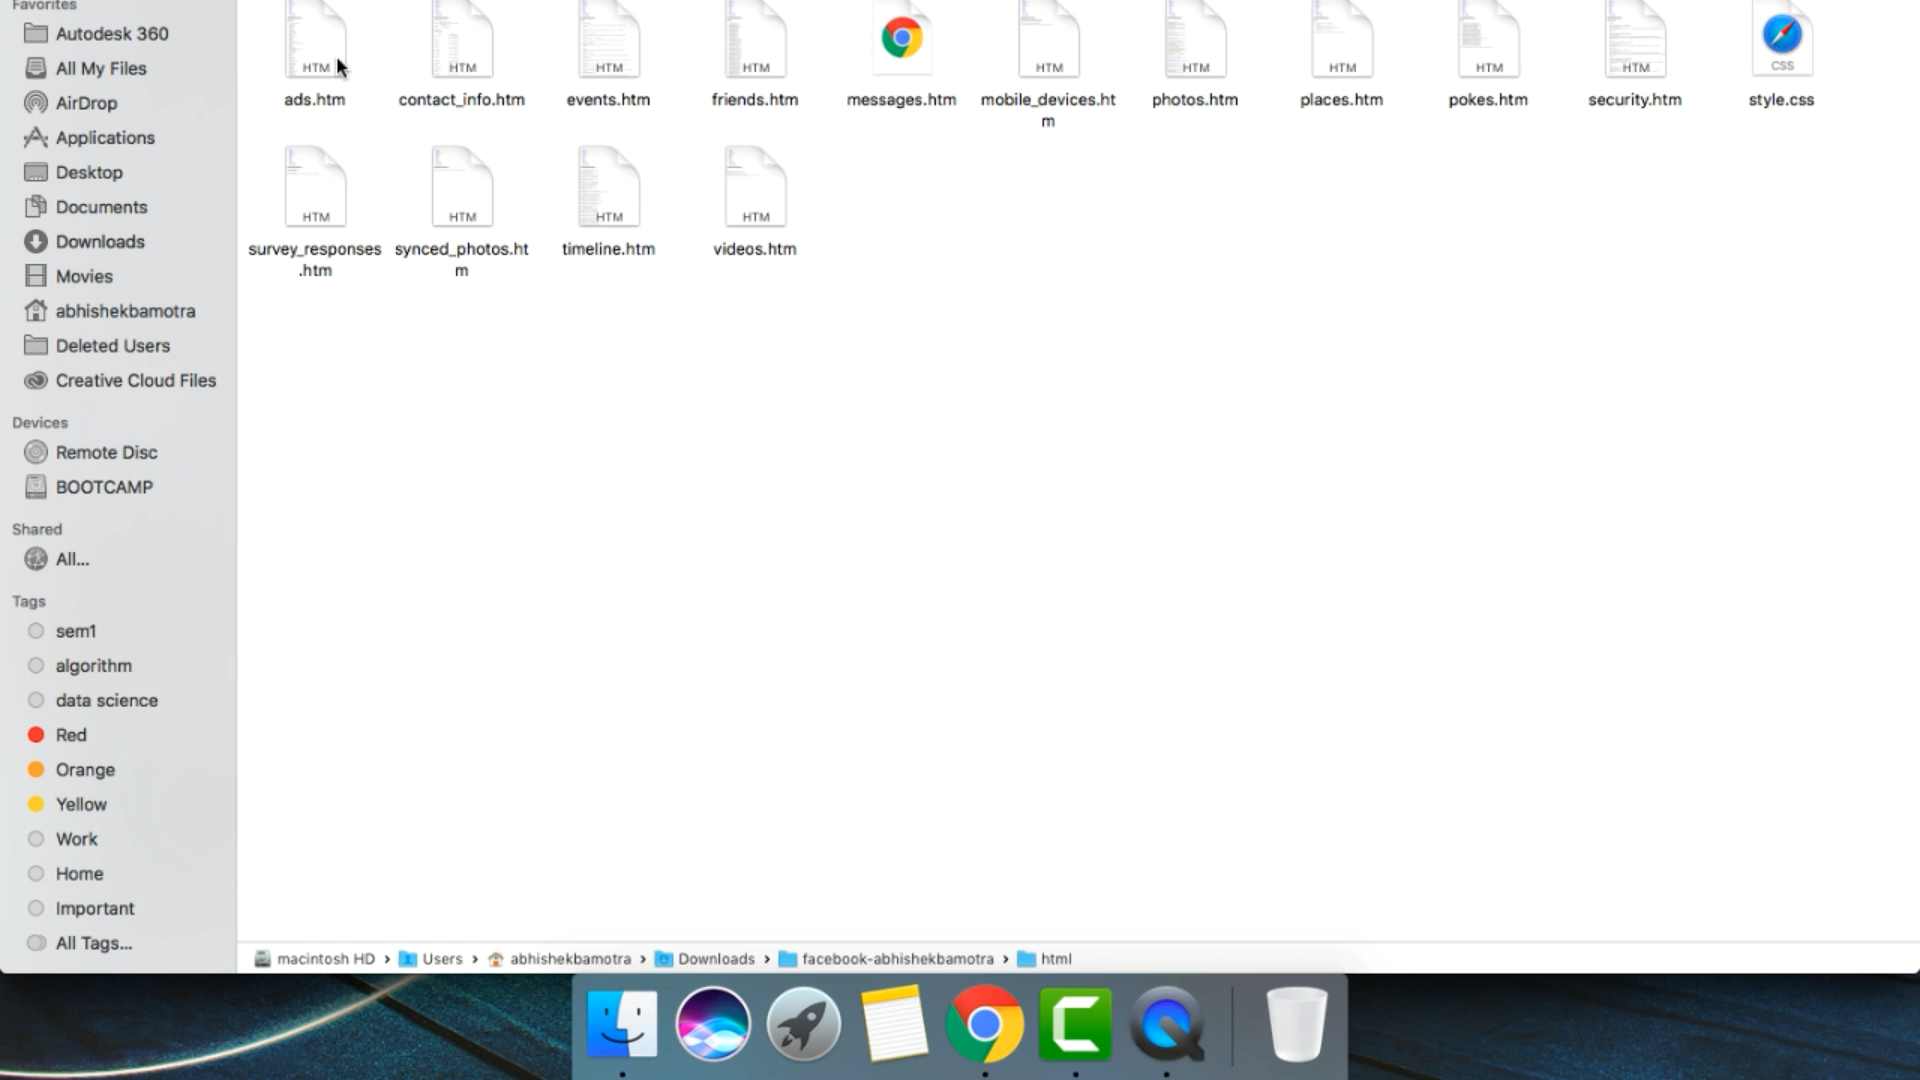 Favorites
Autodesk 360
All My Files
AirDrop
Applications
Desktop
Documents
Downloads
Movies
abhishekbamotra
Deleted Users
Creative Cloud Files
Devices
Remote Disc
BOOTCAMP
Shared
All...
Tags
sem1
algorithm
data science
Red
Orange
Yellow
Work
Home
Important
All Tags...
HTM HTM HTM HTM HTM HTM HTM HTM HTM CSS
ads.htm contact_info.htm events.htm friends.htm messages.htm mobile_devices.ht photos.htm places.htm pokes.htm security.htm style.css
m
HTM HTM HTM HTM
survey_responses synced_photos.ht timeline.htm videos.htm
.htm m
macintosh HD › Users › abhishekbamotra › Downloads › facebook-abhishekbamotra › html